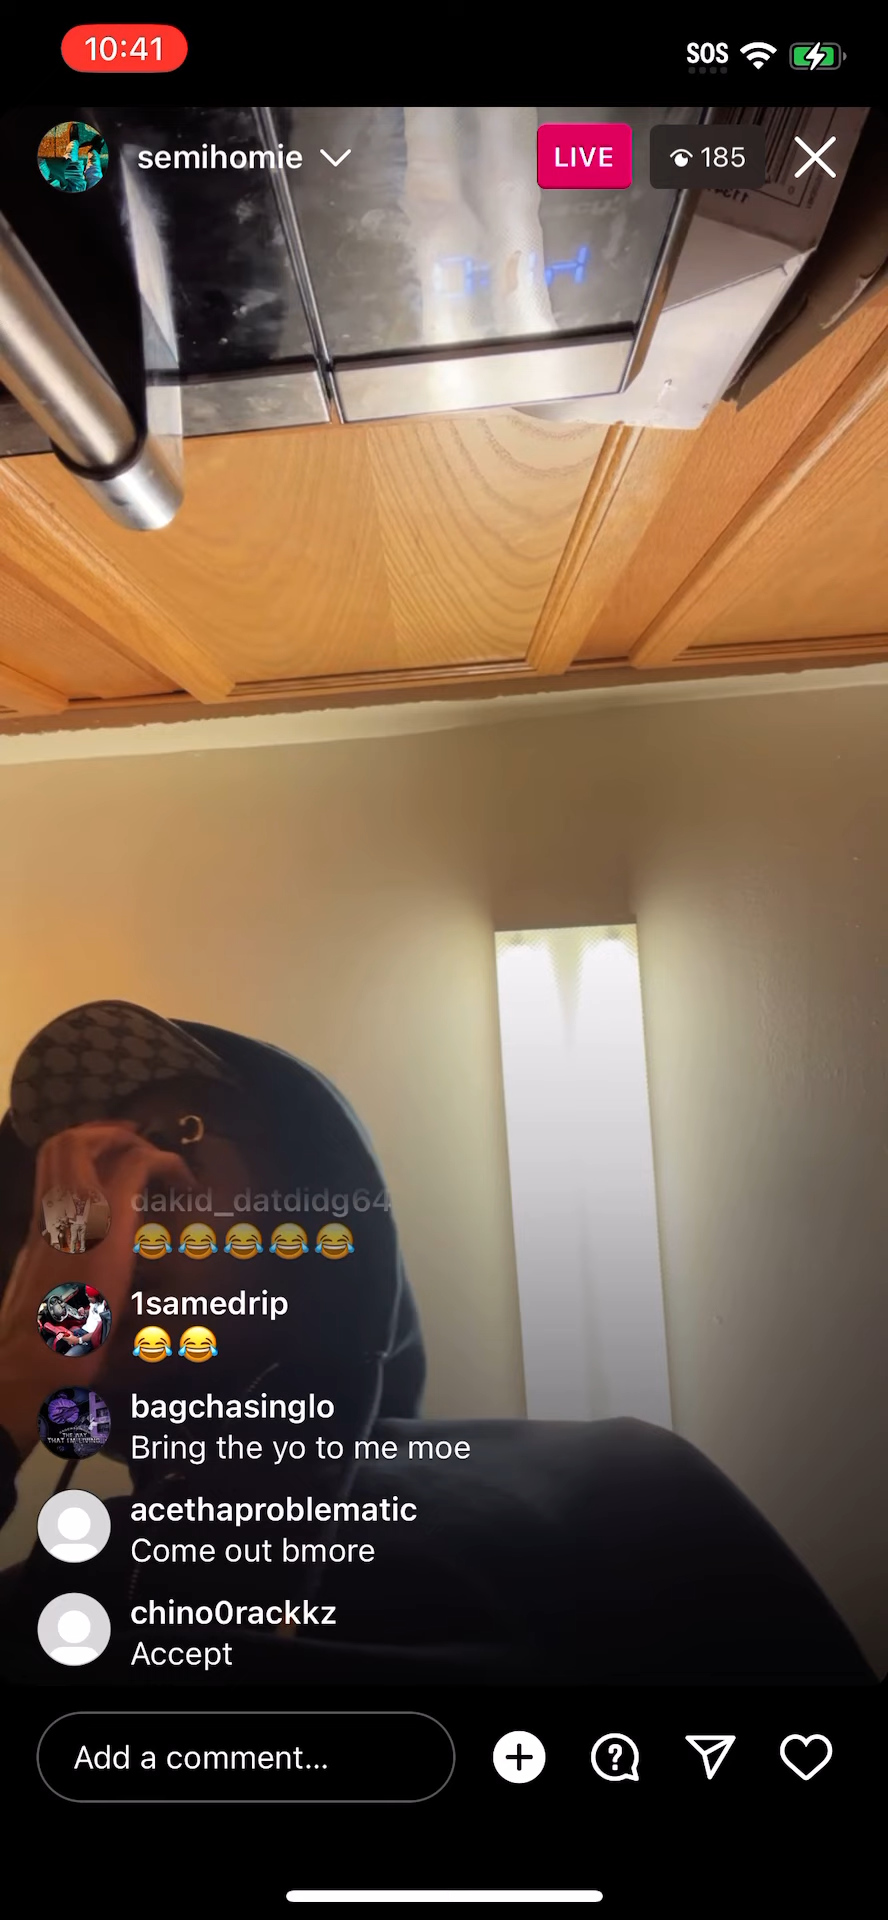 10:41
SOS
semihomie
LIVE
185
dakid_datdidg64
😂😂😂😂😂
1samedrip
😂😂
bagchasinglo
Bring the yo to me moe
acethaproblematic
Come out bmore
chino0rackkz
Accept
Add a comment...